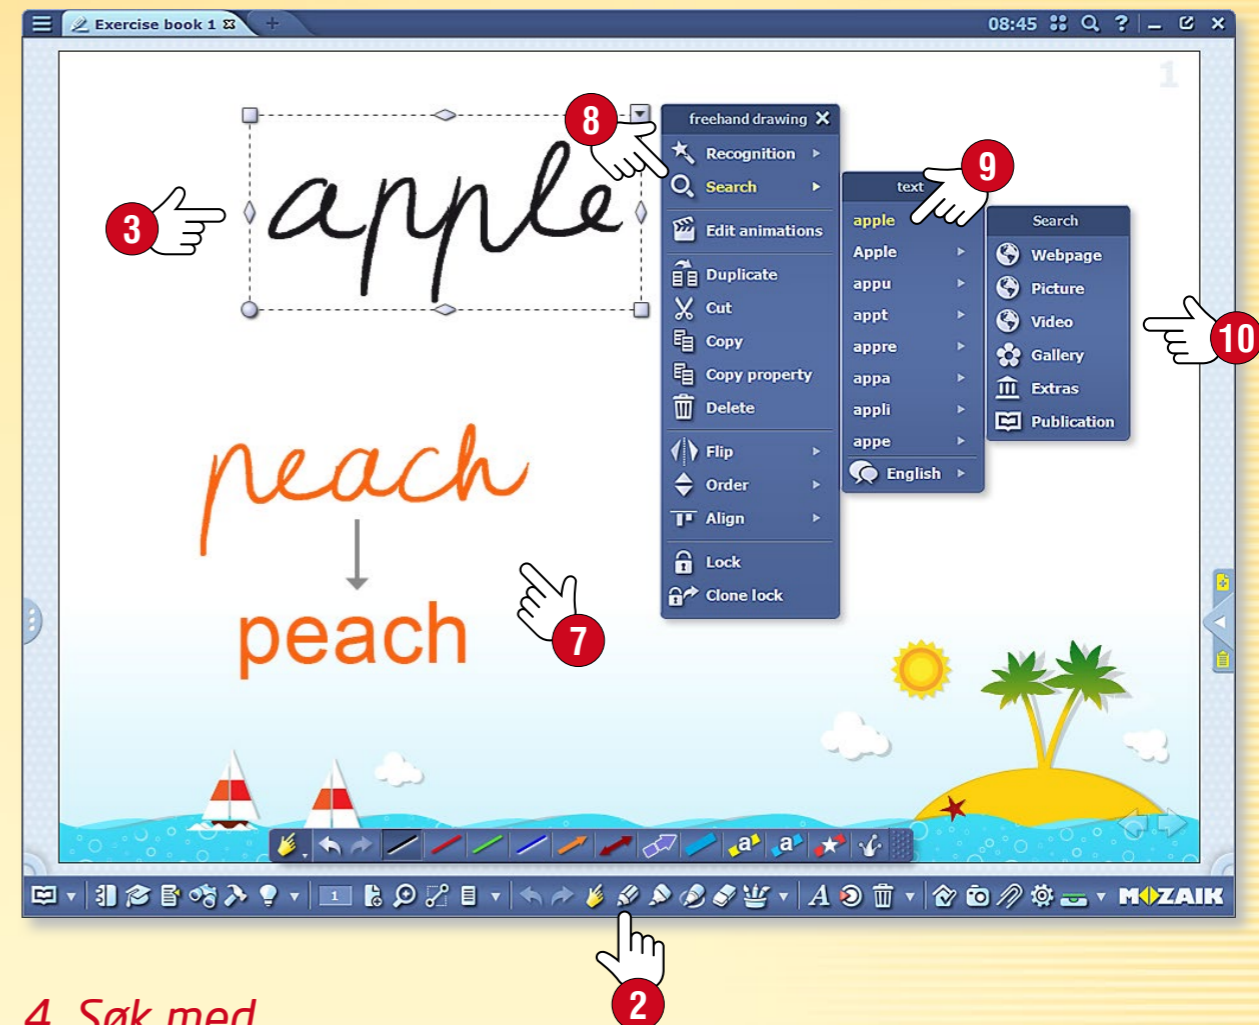 Exercise book 1
08:45
?
1
8
freehand drawing
Recognition
Search
Edit animations
Duplicate
Cut
Copy
Copy property
Delete
Flip
Order
Align
Lock
Clone lock
9
text
apple
Apple
appu
appt
appre
appa
appli
appe
English
Search
Webpage
Picture
Video
Gallery
Extras
Publication
10
3
apple
peach
peach
7
a
a
1
A
MOZAIK
2
4. Søk med